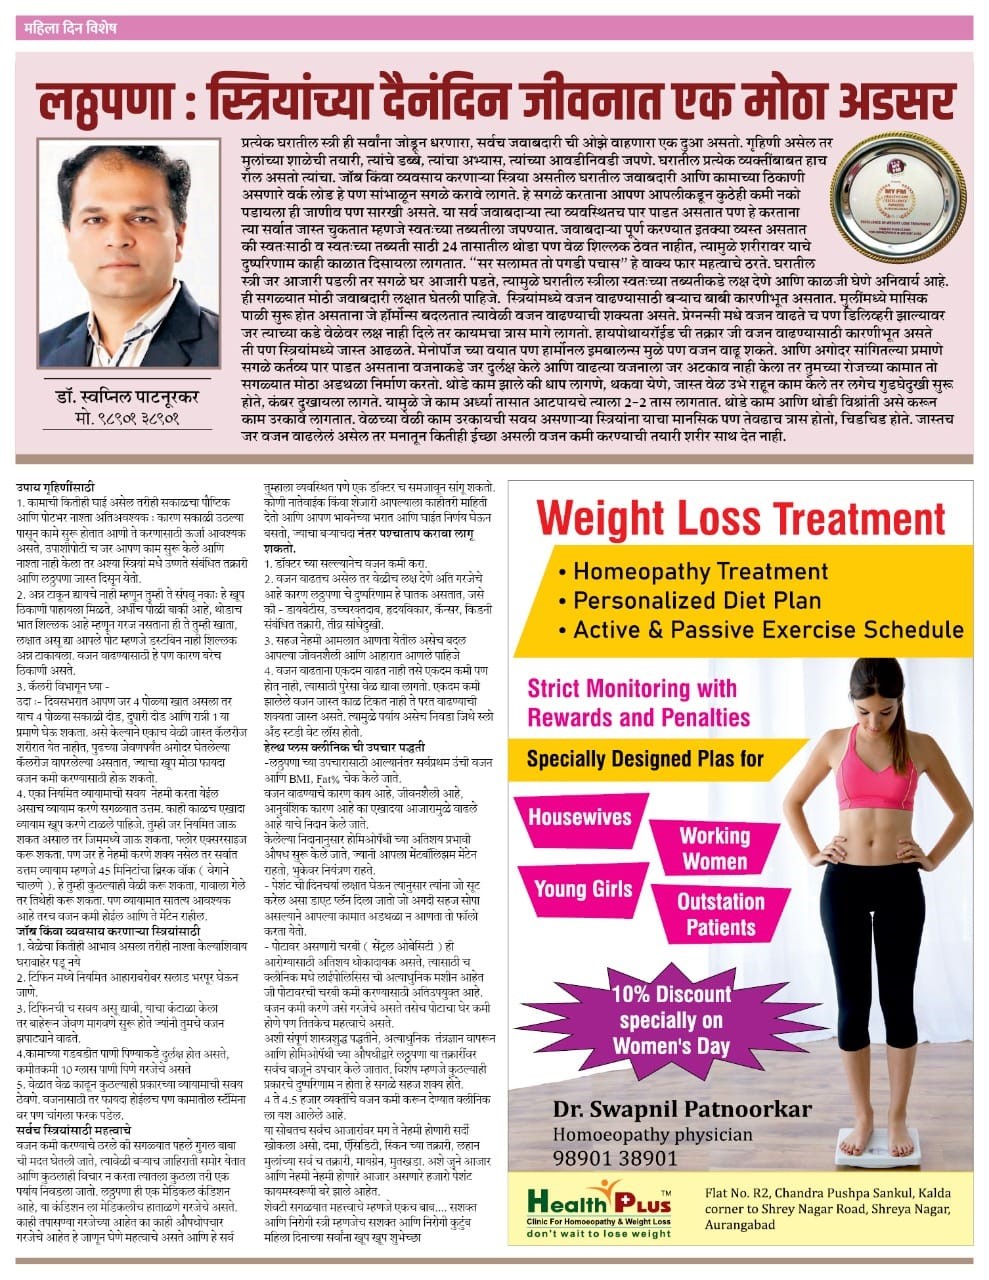 महिला दिन विशेष
लठ्ठपणा : स्त्रियांच्या दैनंदिन जीवनात एक मोठा अडसर
प्रत्येक घरातील स्त्री ही सर्वांना जोडून धरणारा, सर्वच जवाबदारी ची ओझे वाहणारा एक दुआ असतो. गृहिणी असेल तर
मुलांच्या शाळेची तयारी, त्यांचे डब्बे, त्यांचा अभ्यास, त्यांच्या आवडीनिवडी जपणे. घरातील प्रत्येक व्यक्तींबाबत हाच
रोल असतो त्यांचा. जॉब किंवा व्यवसाय करणाऱ्या स्त्रिया असतील घरातील जवाबदारी आणि कामाच्या ठिकाणी
असणारे वर्क लोड हे पण सांभाळून सगळे करावे लागते. हे सगळे करताना आपण आपलीकडून कुठेही कमी नको
पडायला ही जाणीव पण सारखी असते. या सर्व जवाबदाऱ्या त्या व्यवस्थितच पार पाडत असतात पण हे करताना
त्या सर्वात जास्त चुकतात म्हणजे स्वतःच्या तब्यतीला जपण्यात. जवाबदाऱ्या पूर्ण करण्यात इतक्या व्यस्त असतात
की स्वतःसाठी व स्वतःच्या तब्यती साठी 24 तासातील थोडा पण वेळ शिल्लक ठेवत नाहीत, त्यामुळे शरीरावर याचे
दुष्परिणाम काही काळात दिसायला लागतात. “सर सलामत तो पगडी पचास” हे वाक्य फार महत्वाचे ठरते. घरातील
स्त्री जर आजारी पडली तर सगळे घर आजारी पडते, त्यामुळे घरातील स्त्रीला स्वतःच्या तब्यतीकडे लक्ष देणे आणि काळजी घेणे अनिवार्य आहे.
ही सगळ्यात मोठी जवाबदारी लक्षात घेतली पाहिजे. स्त्रियांमध्ये वजन वाढण्यासाठी बऱ्याच बाबी कारणीभूत असतात. मुलींमध्ये मासिक
पाळी सुरू होत असताना जे हॉर्मोन्स बदलतात त्यावेळी वजन वाढण्याची शक्यता असते. प्रेग्नन्सी मधे वजन वाढते च पण डिलिव्हरी झाल्यावर
जर त्याच्या कडे वेळेवर लक्ष नाही दिले तर कायमचा त्रास मागे लागतो. हायपोथायरॉईड ची तक्रार जी वजन वाढण्यासाठी कारणीभूत असते
ती पण स्त्रियांमध्ये जास्त आढळते. मेनोपॉज च्या वयात पण हार्मोनल इमबालन्स मुळे पण वजन वाढू शकते. आणि अगोदर सांगितल्या प्रमाणे
सगळे कर्तव्य पार पाडत असताना वजनाकडे जर दुर्लक्ष केले आणि वाढत्या वजनाला जर अटकाव नाही केला तर तुमच्या रोजच्या कामात तो
सगळ्यात मोठा अडथळा निर्माण करतो. थोडे काम झाले की धाप लागणे, थकवा येणे, जास्त वेळ उभे राहून काम केले तर लगेच गुडघेदुखी सुरू
होते, कंबर दुखायला लागते. यामुळे जे काम अर्ध्या तासात आटपायचे त्याला 2-2 तास लागतात. थोडे काम आणि थोडी विश्रांती असे करून
काम उरकावे लागतात. वेळच्या वेळी काम उरकायची सवय असणाऱ्या स्त्रियांना याचा मानसिक पण तेवढाच त्रास होतो, चिडचिड होते. जास्तच
जर वजन वाढलेलं असेल तर मनातून कितीही ईच्छा असली वजन कमी करण्याची तयारी शरीर साथ देत नाही.
MY FM
डॉ. स्वप्निल पाटनूरकर
मो. ९८९०१ ३८९०१
उपाय गृहिणींसाठी
1. कामाची कितीही घाई असेल तरीही सकाळचा पौष्टिक
आणि पोटभर नाश्ता अतिअवश्यक : कारण सकाळी उठल्या
पासून कामे सुरू होतात आणी ते करणासाठी ऊर्जा आवश्यक
असते, उपाशीपोटी च जर आपण काम सुरू केले आणि
नाश्ता नाही केला तर अश्या स्त्रियां मधे उष्णते संबंधित तक्रारी
आणि लठ्ठपणा जास्त दिसून येतो.
2. अन्न टाकून द्यायचे नाही म्हणून तुम्ही ते संपवू नकाः हे खूप
ठिकाणी पाहायला मिळते, अर्धीच पोळी बाकी आहे, थोडाच
भात शिल्लक आहे म्हणून गरज नसताना ही ते तुम्ही खाता,
लक्षात असू द्या आपले पोट म्हणजे डस्टबिन नाही शिल्लक
अन्न टाकायला. वजन वाढण्यासाठी हे पण कारण बरेच
ठिकाणी असते.
3. कॅलरी विभागून घ्या -
उदा :- दिवसभरात आपण जर 4 पोळ्या खात असला तर
याच 4 पोळ्या सकाळी दीड, दुपारी दीड आणि रात्री 1 या
प्रमाणे घेऊ शकता. असे केल्याने एकाच वेळी जास्त कॅलरीज
शरीरात येत नाहीत, पुढच्या जेवणापर्यंत अगोदर घेतलेल्या
कॅलरीज वापरलेल्या असतात, ज्याचा खूप मोठा फायदा
वजन कमी करण्यासाठी होऊ शकतो.
4. एका नियमित व्यायामाची सवय नेहमी करता येईल
असाच व्यायाम करणे सगळ्यात उत्तम. काही काळच एखादा
व्यायाम खूप करणे टाळले पाहिजे. तुम्ही जर नियमित जाऊ
शकत असाल तर जिममध्ये जाऊ शकता, फ्लोर एक्सरसाइज
करू शकता. पण जर हे नेहमी करणे शक्य नसेल तर सर्वात
उत्तम व्यायाम म्हणजे 45 मिनिटांचा ब्रिस्क वॉक ( वेगाने
चालणे ). हे तुम्ही कुठल्याही वेळी करू शकता, गावाला गेले
तर तिथेही करू शकता. पण व्यायामात सातत्य आवश्यक
आहे तरच वजन कमी होईल आणि ते मेंटेन राहील.
जॉब किंवा व्यवसाय करणाऱ्या स्त्रियांसाठी
1. वेळेचा कितीही आभाव असला तरीही नाश्ता केल्याशिवाय
घराबाहेर पडू नये
2. टिफिन मध्ये नियमित आहाराबरोबर सलाड भरपूर घेऊन
जाणे.
3. टिफिनची च सवय असू द्यावी, याचा कंटाळा केला
तर बाहेरून जेवण मागवणे सुरू होते ज्यांनी तुमचे वजन
झपाट्याने वाढते.
4.कामाच्या गडबडीत पाणी पिण्याकडे दुर्लक्ष होत असते,
कमीतकमी 10 ग्लास पाणी पिणे गरजेचे असते
5. वेळात वेळ काढून कुठल्याही प्रकारच्या व्यायामाची सवय
ठेवणे. वजनासाठी तर फायदा होईलच पण कामातील स्टॅमिना
वर पण चांगला फरक पडेल.
सर्वच स्त्रियांसाठी महत्वाचे
वजन कमी करण्याचे ठरले की सगळ्यात पहले गुगल बाबा
ची मदत घेतली जाते, त्यावेळी बऱ्याच जाहिराती समोर येतात
आणि कुठलाही विचार न करता त्यातला कुठला तरी एक
पर्याय निवडला जातो. लठ्ठपणा ही एक मेडिकल कंडिशन
आहे, या कंडिशन ला मेडिकलीच हाताळणे गरजेचे असते.
काही तपासण्या गरजेच्या आहेत का काही औषधोपचार
गरजेचे आहेत हे जाणून घेणे महत्वाचे असते आणि हे सर्व
तुम्हाला व्यवस्थित पणे एक डॉक्टर च समजावून सांगू शकतो.
कोणी नातेवाईक किंवा शेजारी आपल्याला काहीतरी माहिती
देतो आणि आपण भावनेच्या भरात आणि घाईत निर्णय घेऊन
बसतो, ज्याचा बऱ्याचदा नंतर पश्चाताप करावा लागू
शकतो.
1. डॉक्टर च्या सल्ल्यानेच वजन कमी करा.
2. वजन वाढतच असेल तर वेळीच लक्ष देणे अति गरजेचे
आहे कारण लठ्ठपणा चे दुष्परिणाम हे घातक असतात, जसे
की - डायबेटीस, उच्चरक्तदाव, हृदयविकार, कॅन्सर, किडनी
संबंधित तक्रारी, तीव्र सांधेदुखी.
3. सहज नेहमी आमलात आणता येतील असेच बदल
आपल्या जीवनशैली आणि आहारात आणले पाहिजे
4. वजन वाढताना एकदम वाढत नाही तसे एकदम कमी पण
होत नाही, त्यासाठी पुरेसा वेळ द्यावा लागतो. एकदम कमी
झालेले वजन जास्त काळ टिकत नाही ते परत वाढण्याची
शक्यता जास्त असते. त्यामुळे पर्याय असेच निवडा जिथे स्लो
अँड स्टडी वेट लॉस होतो.
हेल्थ प्लस क्लीनिक ची उपचार पद्धती
-लठ्ठपणा च्या उपचारासाठी आल्यानंतर सर्वप्रथम उंची वजन
आणि BMI, Fat% चेक केले जाते.
वजन वाढण्याचे कारण काय आहे, जीवनशैली आहे,
आनुवंशिक कारण आहे का एखाद्या आजारामुळे वाढले
आहे याचे निदान केले जाते.
केलेल्या निदानानुसार होमिओपॅथी च्या अतिशय प्रभावी
औषध सुरू केले जाते, ज्यानी आपला मेटबॉलिझम मेंटेन
राहतो, भुकेवर नियंत्रण राहते.
- पेशंट ची दिनचर्या लक्षात घेऊन त्यानुसार त्यांना जो सूट
करेल असा डाएट प्लॅन दिला जातो जो अगदी सहज सोपा
असल्याने आपल्या कामात अडथळा न आणता तो फॉलो
करता येतो.
- पोटावर असणारी चरबी ( सेंट्रल ओबेसिटी ) ही
आरोग्यासाठी अतिशय धोकादायक असते, त्यासाठी च
क्लीनिक मधे लाईपोलिसिस ची अत्याधुनिक मशीन आहेत
जी पोटावरची चरबी कमी करण्यासाठी अतिउपयुक्त आहे.
वजन कमी करणे जसे गरजेचे असते तसेच पोटाचा घेर कमी
होणे पण तितकेच महत्वाचे असते.
अशी संपूर्ण शास्त्रशुद्ध पद्धतीने, अत्याधुनिक तंत्रज्ञान वापरून
आणि होमिओपॅथी च्या औषधीद्वारे लठ्ठपणा या तक्रारींवर
सर्वच बाजूने उपचार केले जातात. विशेष म्हणजे कुठल्याही
प्रकारचे दुष्परिणाम न होता हे सगळे सहज शक्य होते.
4 ते 4.5 हजार व्यक्तींचे वजन कमी करून देण्यात क्लीनिक
ला यश आलेले आहे.
या सोबतच सर्वच आजारांवर मग ते नेहमी होणारी सर्दी
खोकला असो, दमा, ऍसिडिटी, स्किन च्या तक्रारी, लहान
मुलांच्या सर्व च तक्रारी, मायग्रेन, मुतखडा. अशे जुने आजार
आणि नेहमी नेहमी होणारे आजार असणारे हजारो पेशंट
कायमस्वरूपी बरे झाले आहेत.
शेवटी सगळ्यात महत्वाचे म्हणजे एकच बाब.... सशक्त
आणि निरोगी स्त्री म्हणजेच सशक्त आणि निरोगी कुटुंब
महिला दिनाच्या सर्वांना खूप खूप शुभेच्छा
Weight Loss Treatment
• Homeopathy Treatment
• Personalized Diet Plan
• Active & Passive Exercise Schedule
Strict Monitoring with
Rewards and Penalties
Specially Designed Plas for
Housewives
Working
Women
Young Girls
Outstation
Patients
10% Discount
specially on
Women's Day
Dr. Swapnil Patnoorkar
Homoeopathy physician
98901 38901
Health Plus™
Clinic For Homoeopathy & Weight Loss
don't wait to lose weight
Flat No. R2, Chandra Pushpa Sankul, Kalda
corner to Shrey Nagar Road, Shreya Nagar,
Aurangabad